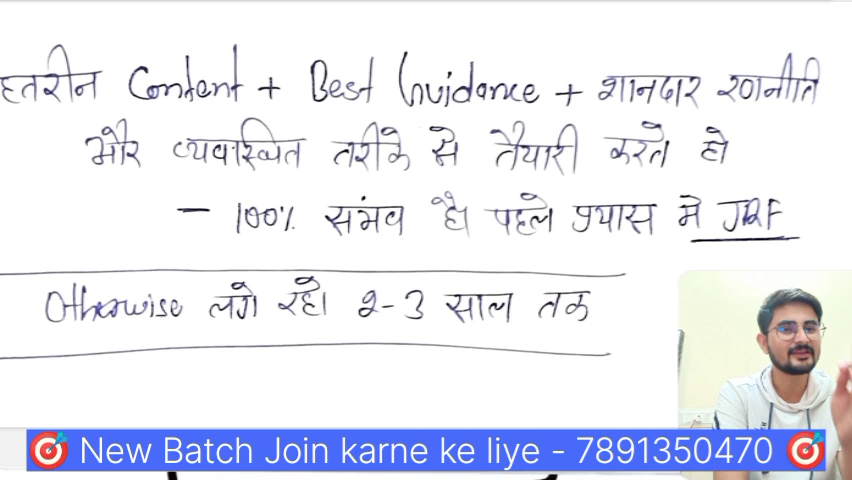 हतरीन Content + Best Guidance + शानदार रणनीति
और व्यवस्थित तरीके से तैयारी करते हो
- 100% संभव है। पहले प्रयास में JRF
Otherwise लगे रहो। 2-3 साल तक
🎯 New Batch Join karne ke liye - 7891350470 🎯